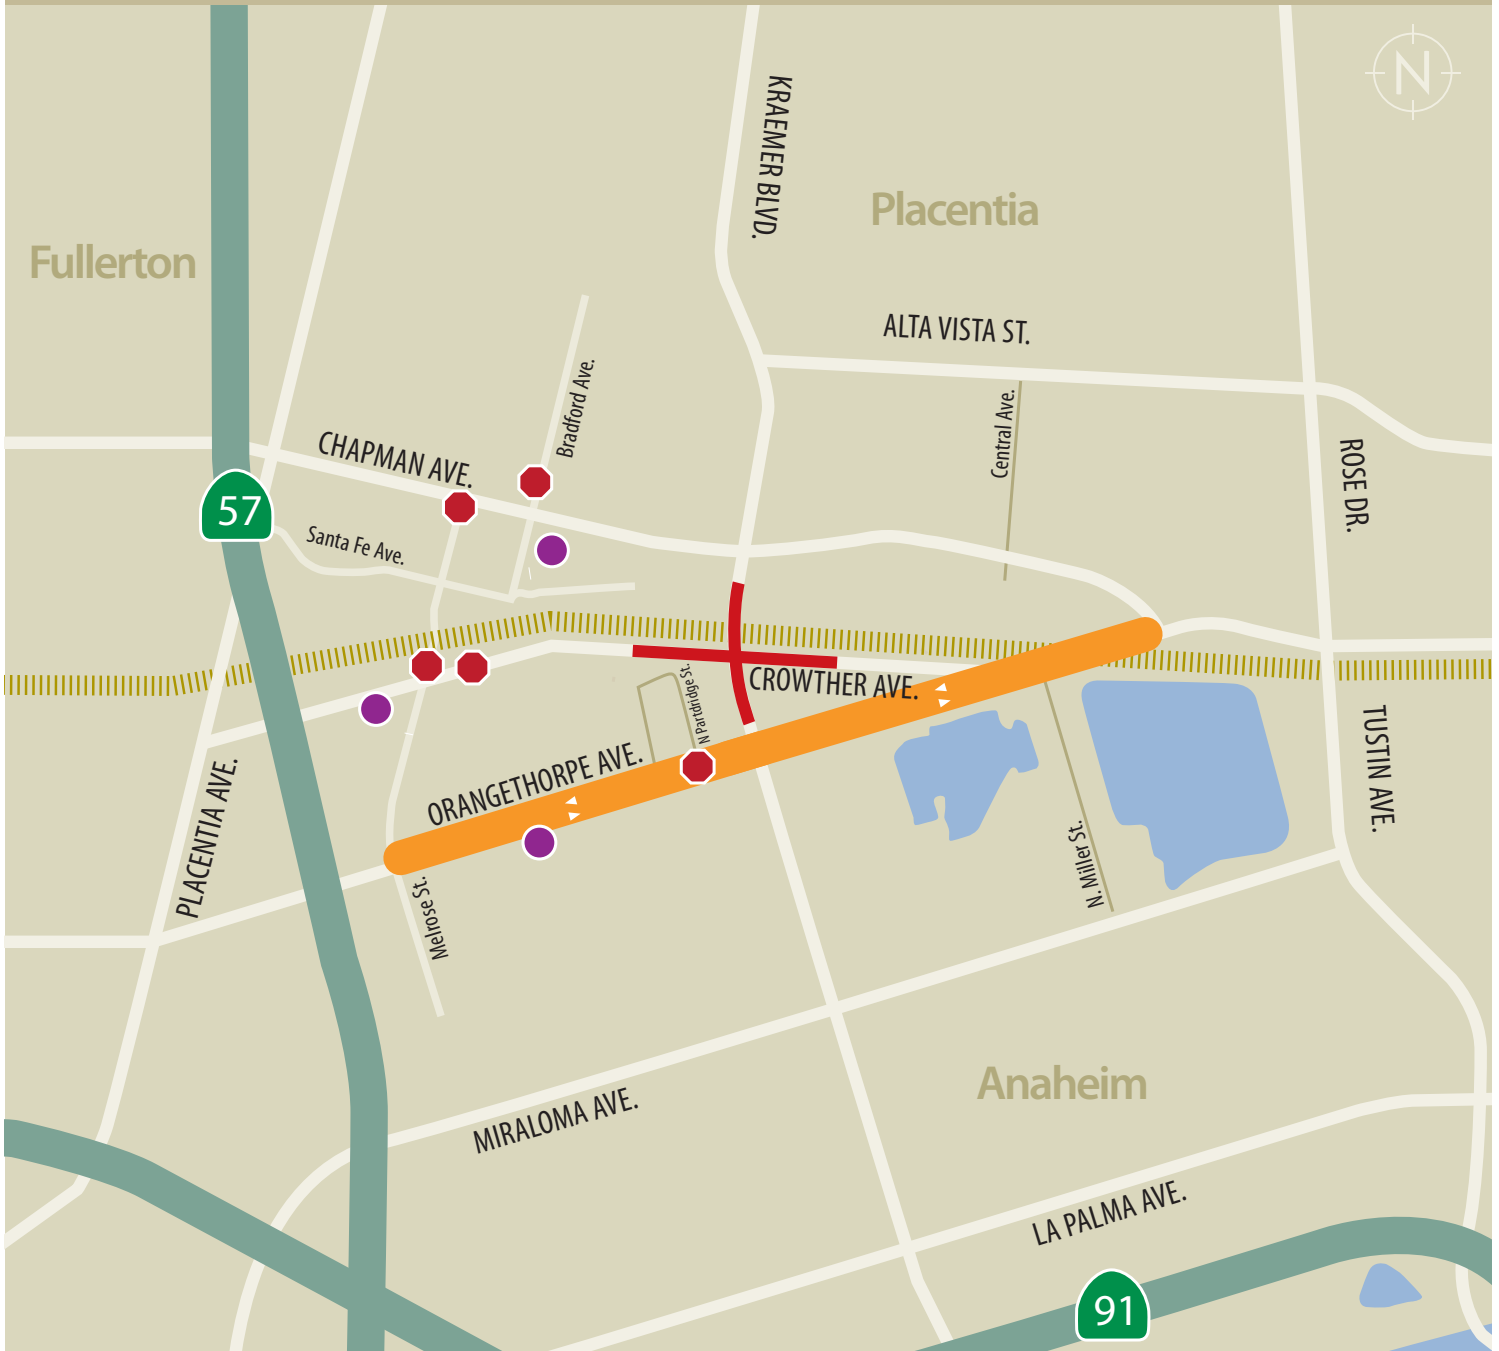 N
KRAEMER BLVD.
Placentia
Fullerton
ALTA VISTA ST.
Bradford Ave.
Central Ave.
CHAPMAN AVE.
ROSE DR.
57
Santa Fe Ave.
N Partdridge St.
CROWTHER AVE.
TUSTIN AVE.
ORANGETHORPE AVE.
PLACENTIA AVE.
N. Miller St.
Melrose St.
Anaheim
MIRALOMA AVE.
LA PALMA AVE.
91